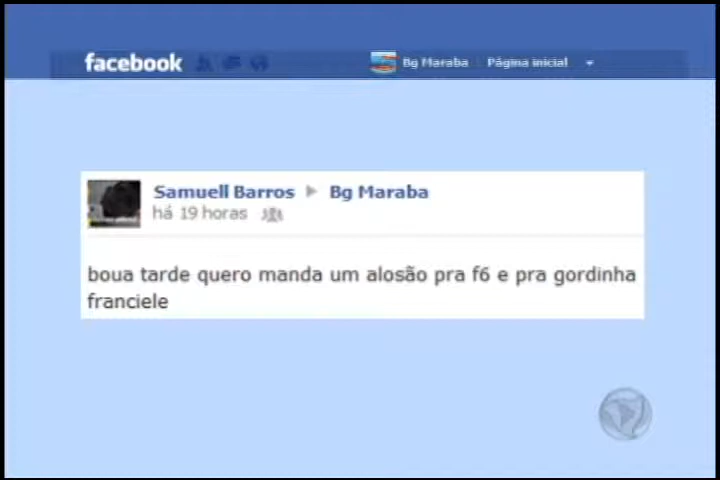 facebook Bg Maraba Página inicial
Samuell Barros Bg Maraba
há 19 horas
boua tarde quero manda um alosão pra f6 e pra gordinha
franciele